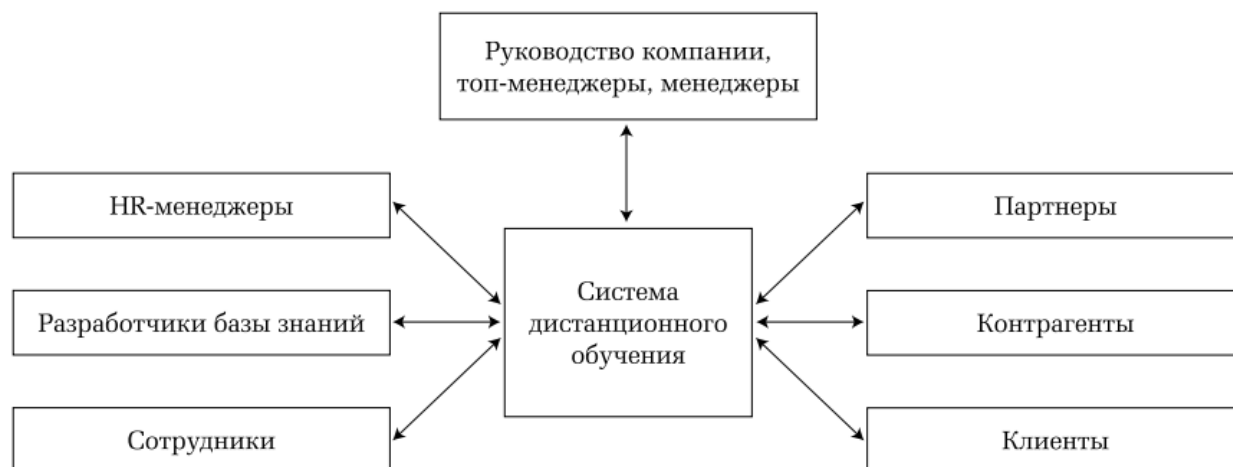 Руководство компании,
топ-менеджеры, менеджеры
HR-менеджеры
Партнеры
Система
дистанционного
обучения
Разработчики базы знаний
Контрагенты
Сотрудники
Клиенты